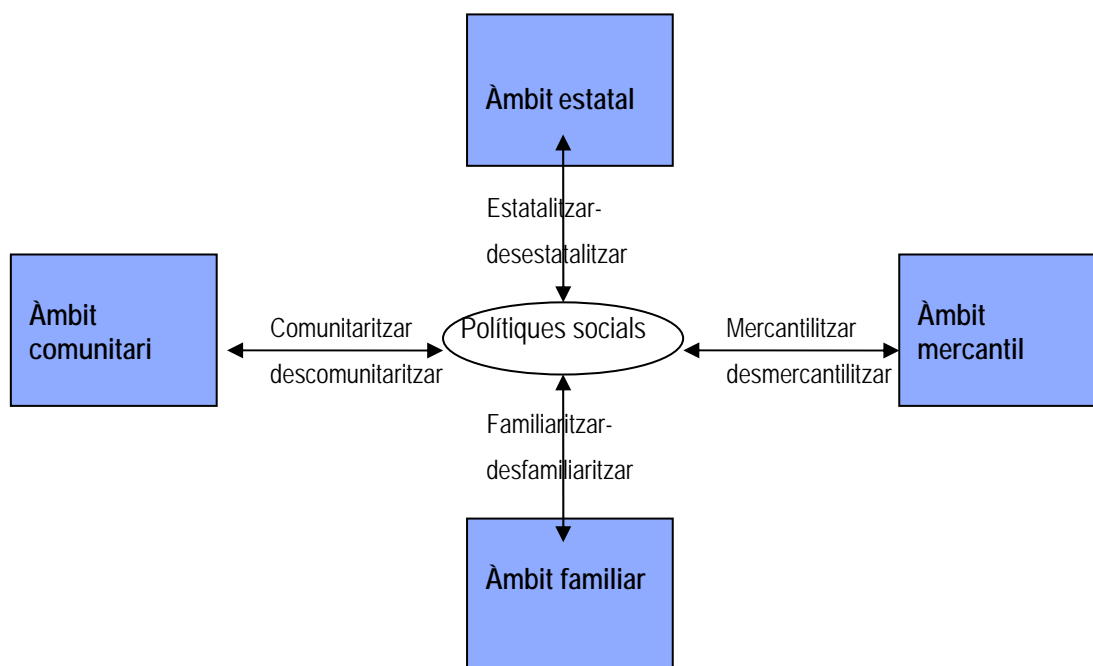 Àmbit estatal
Estatalitzar-
desestatalitzar
Àmbit
comunitari
Comunitaritzar
descomunitaritzar
Polítiques socials
Mercantilitzar
desmercantilitzar
Àmbit
mercantil
Familiaritzar-
desfamiliaritzar
Àmbit familiar